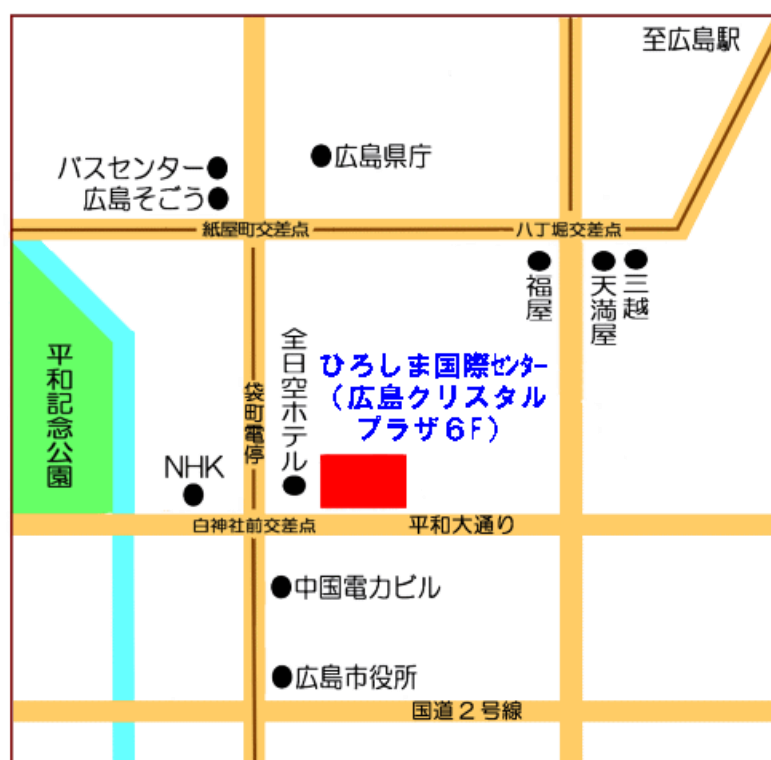 至広島駅
広島県庁
バスセンター
広島そごう
紙屋町交差点
八丁堀交差点
福屋
天満屋
三越
平和記念公園
全日空ホテル
袋町電停
ひろしま国際センター
(広島クリスタル
プラザ6F)
NHK
白神社前交差点
平和大通り
中国電力ビル
広島市役所
国道2号線